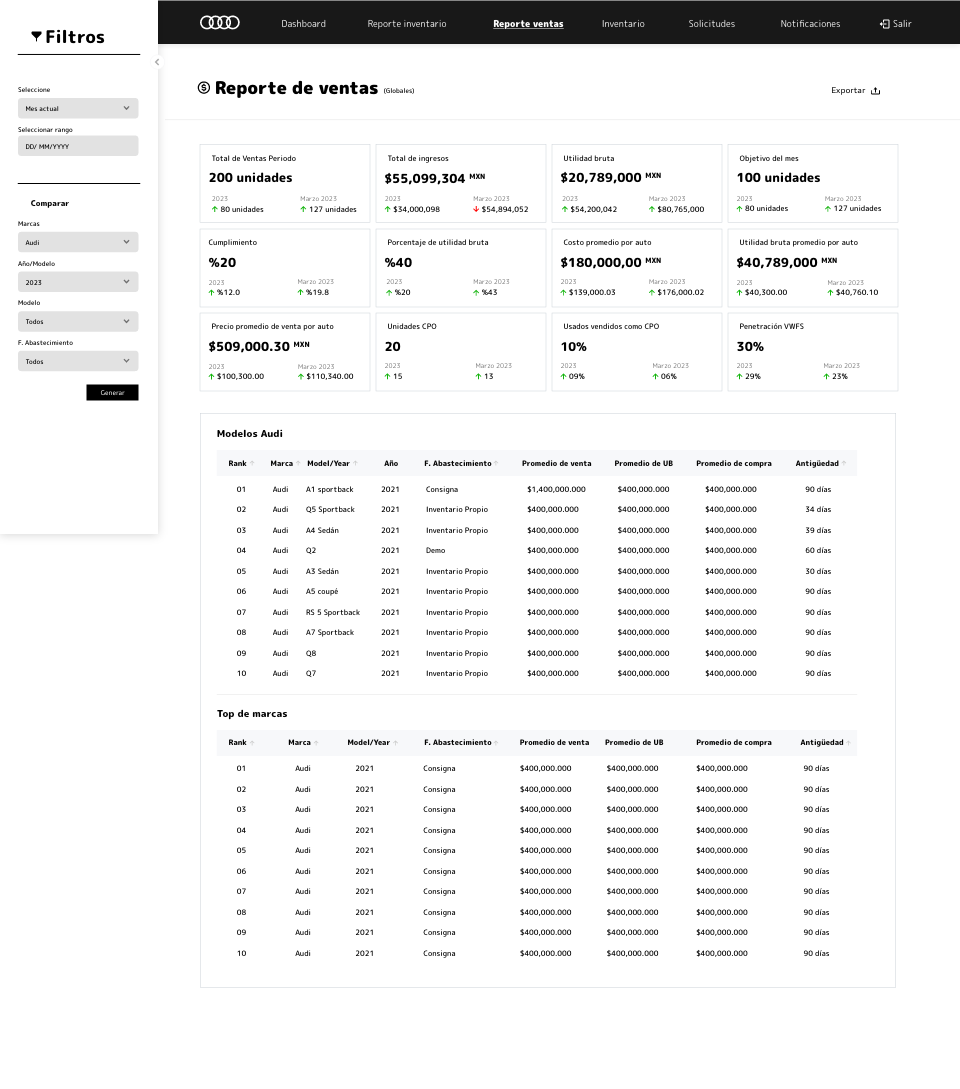 Filtros
Seleccione
Mes actual
Seleccionar rango
DD/ MM/YYYY
Comparar
Marcas
Audi
Año/Modelo
2023
Modelo
Todos
F. Abastecimiento
Todos
Generar
Dashboard Reporte inventario Reporte ventas Inventario Solicitudes Notificaciones Salir
Reporte de ventas (Globales)
Exportar
Total de Ventas Periodo
200 unidades
2023 Marzo 2023
80 unidades 127 unidades
Total de ingresos
$55,099,304 MXN
2023 Marzo 2023
$34,000,098 $54,894,052
Utilidad bruta
$20,789,000 MXN
2023 Marzo 2023
$54,200,042 $80,765,000
Objetivo del mes
100 unidades
2023 Marzo 2023
80 unidades 127 unidades
Cumplimiento
%20
2023 Marzo 2023
%12.0 %19.8
Porcentaje de utilidad bruta
%40
2023 Marzo 2023
%20 %43
Costo promedio por auto
$180,000,00 MXN
2023 Marzo 2023
$139,000.03 $176,000.02
Utilidad bruta promedio por auto
$40,789,000 MXN
2023 Marzo 2023
$40,300.00 $40,760.10
Precio promedio de venta por auto
$509,000.30 MXN
2023 Marzo 2023
$100,300.00 $110,340.00
Unidades CPO
20
2023 Marzo 2023
15 13
Usados vendidos como CPO
10%
2023 Marzo 2023
09% 06%
Penetración VWFS
30%
2023 Marzo 2023
29% 23%
Modelos Audi
Rank Marca Model/Year Año F. Abastecimiento Promedio de venta Promedio de UB Promedio de compra Antigüedad
01 Audi A1 sportback 2021 Consigna $1,400,000.000 $400,000.000 $400,000.000 90 días
02 Audi Q5 Sportback 2021 Inventario Propio $400,000.000 $400,000.000 $400,000.000 34 días
03 Audi A4 Sedán 2021 Inventario Propio $400,000.000 $400,000.000 $400,000.000 39 días
04 Audi Q2 2021 Demo $400,000.000 $400,000.000 $400,000.000 60 días
05 Audi A3 Sedán 2021 Inventario Propio $400,000.000 $400,000.000 $400,000.000 30 días
06 Audi A5 coupé 2021 Inventario Propio $400,000.000 $400,000.000 $400,000.000 90 días
07 Audi RS 5 Sportback 2021 Inventario Propio $400,000.000 $400,000.000 $400,000.000 90 días
08 Audi A7 Sportback 2021 Inventario Propio $400,000.000 $400,000.000 $400,000.000 90 días
09 Audi Q8 2021 Inventario Propio $400,000.000 $400,000.000 $400,000.000 90 días
10 Audi Q7 2021 Inventario Propio $400,000.000 $400,000.000 $400,000.000 90 días
Top de marcas
Rank Marca Model/Year F. Abastecimiento Promedio de venta Promedio de UB Promedio de compra Antigüedad
01 Audi 2021 Consigna $400,000.000 $400,000.000 $400,000.000 90 días
02 Audi 2021 Consigna $400,000.000 $400,000.000 $400,000.000 90 días
03 Audi 2021 Consigna $400,000.000 $400,000.000 $400,000.000 90 días
04 Audi 2021 Consigna $400,000.000 $400,000.000 $400,000.000 90 días
05 Audi 2021 Consigna $400,000.000 $400,000.000 $400,000.000 90 días
06 Audi 2021 Consigna $400,000.000 $400,000.000 $400,000.000 90 días
07 Audi 2021 Consigna $400,000.000 $400,000.000 $400,000.000 90 días
08 Audi 2021 Consigna $400,000.000 $400,000.000 $400,000.000 90 días
09 Audi 2021 Consigna $400,000.000 $400,000.000 $400,000.000 90 días
10 Audi 2021 Consigna $400,000.000 $400,000.000 $400,000.000 90 días